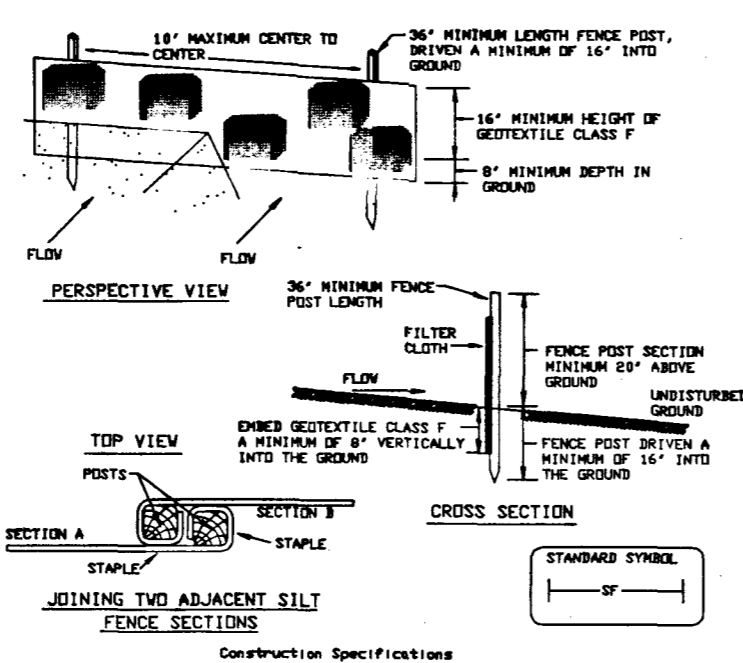 10' MAXIMUM CENTER TO
CENTER
36" MINIMUM LENGTH FENCE POST,
DRIVEN A MINIMUM OF 16" INTO
GROUND
16" MINIMUM HEIGHT OF
GEOTEXTILE CLASS F
8" MINIMUM DEPTH IN
GROUND
FLOW
FLOW
PERSPECTIVE VIEW
36" MINIMUM FENCE
POST LENGTH
FILTER
CLOTH
FENCE POST SECTION
MINIMUM 20" ABOVE
GROUND
FLOW
UNDISTURBED
GROUND
EMBED GEOTEXTILE CLASS F
A MINIMUM OF 8" VERTICALLY
INTO THE GROUND
FENCE POST DRIVEN A
MINIMUM OF 16" INTO
THE GROUND
CROSS SECTION
TOP VIEW
POSTS
SECTION B
SECTION A
STAPLE
STAPLE
JOINING TWO ADJACENT SILT
FENCE SECTIONS
STANDARD SYMBOL
SF
Construction Specifications